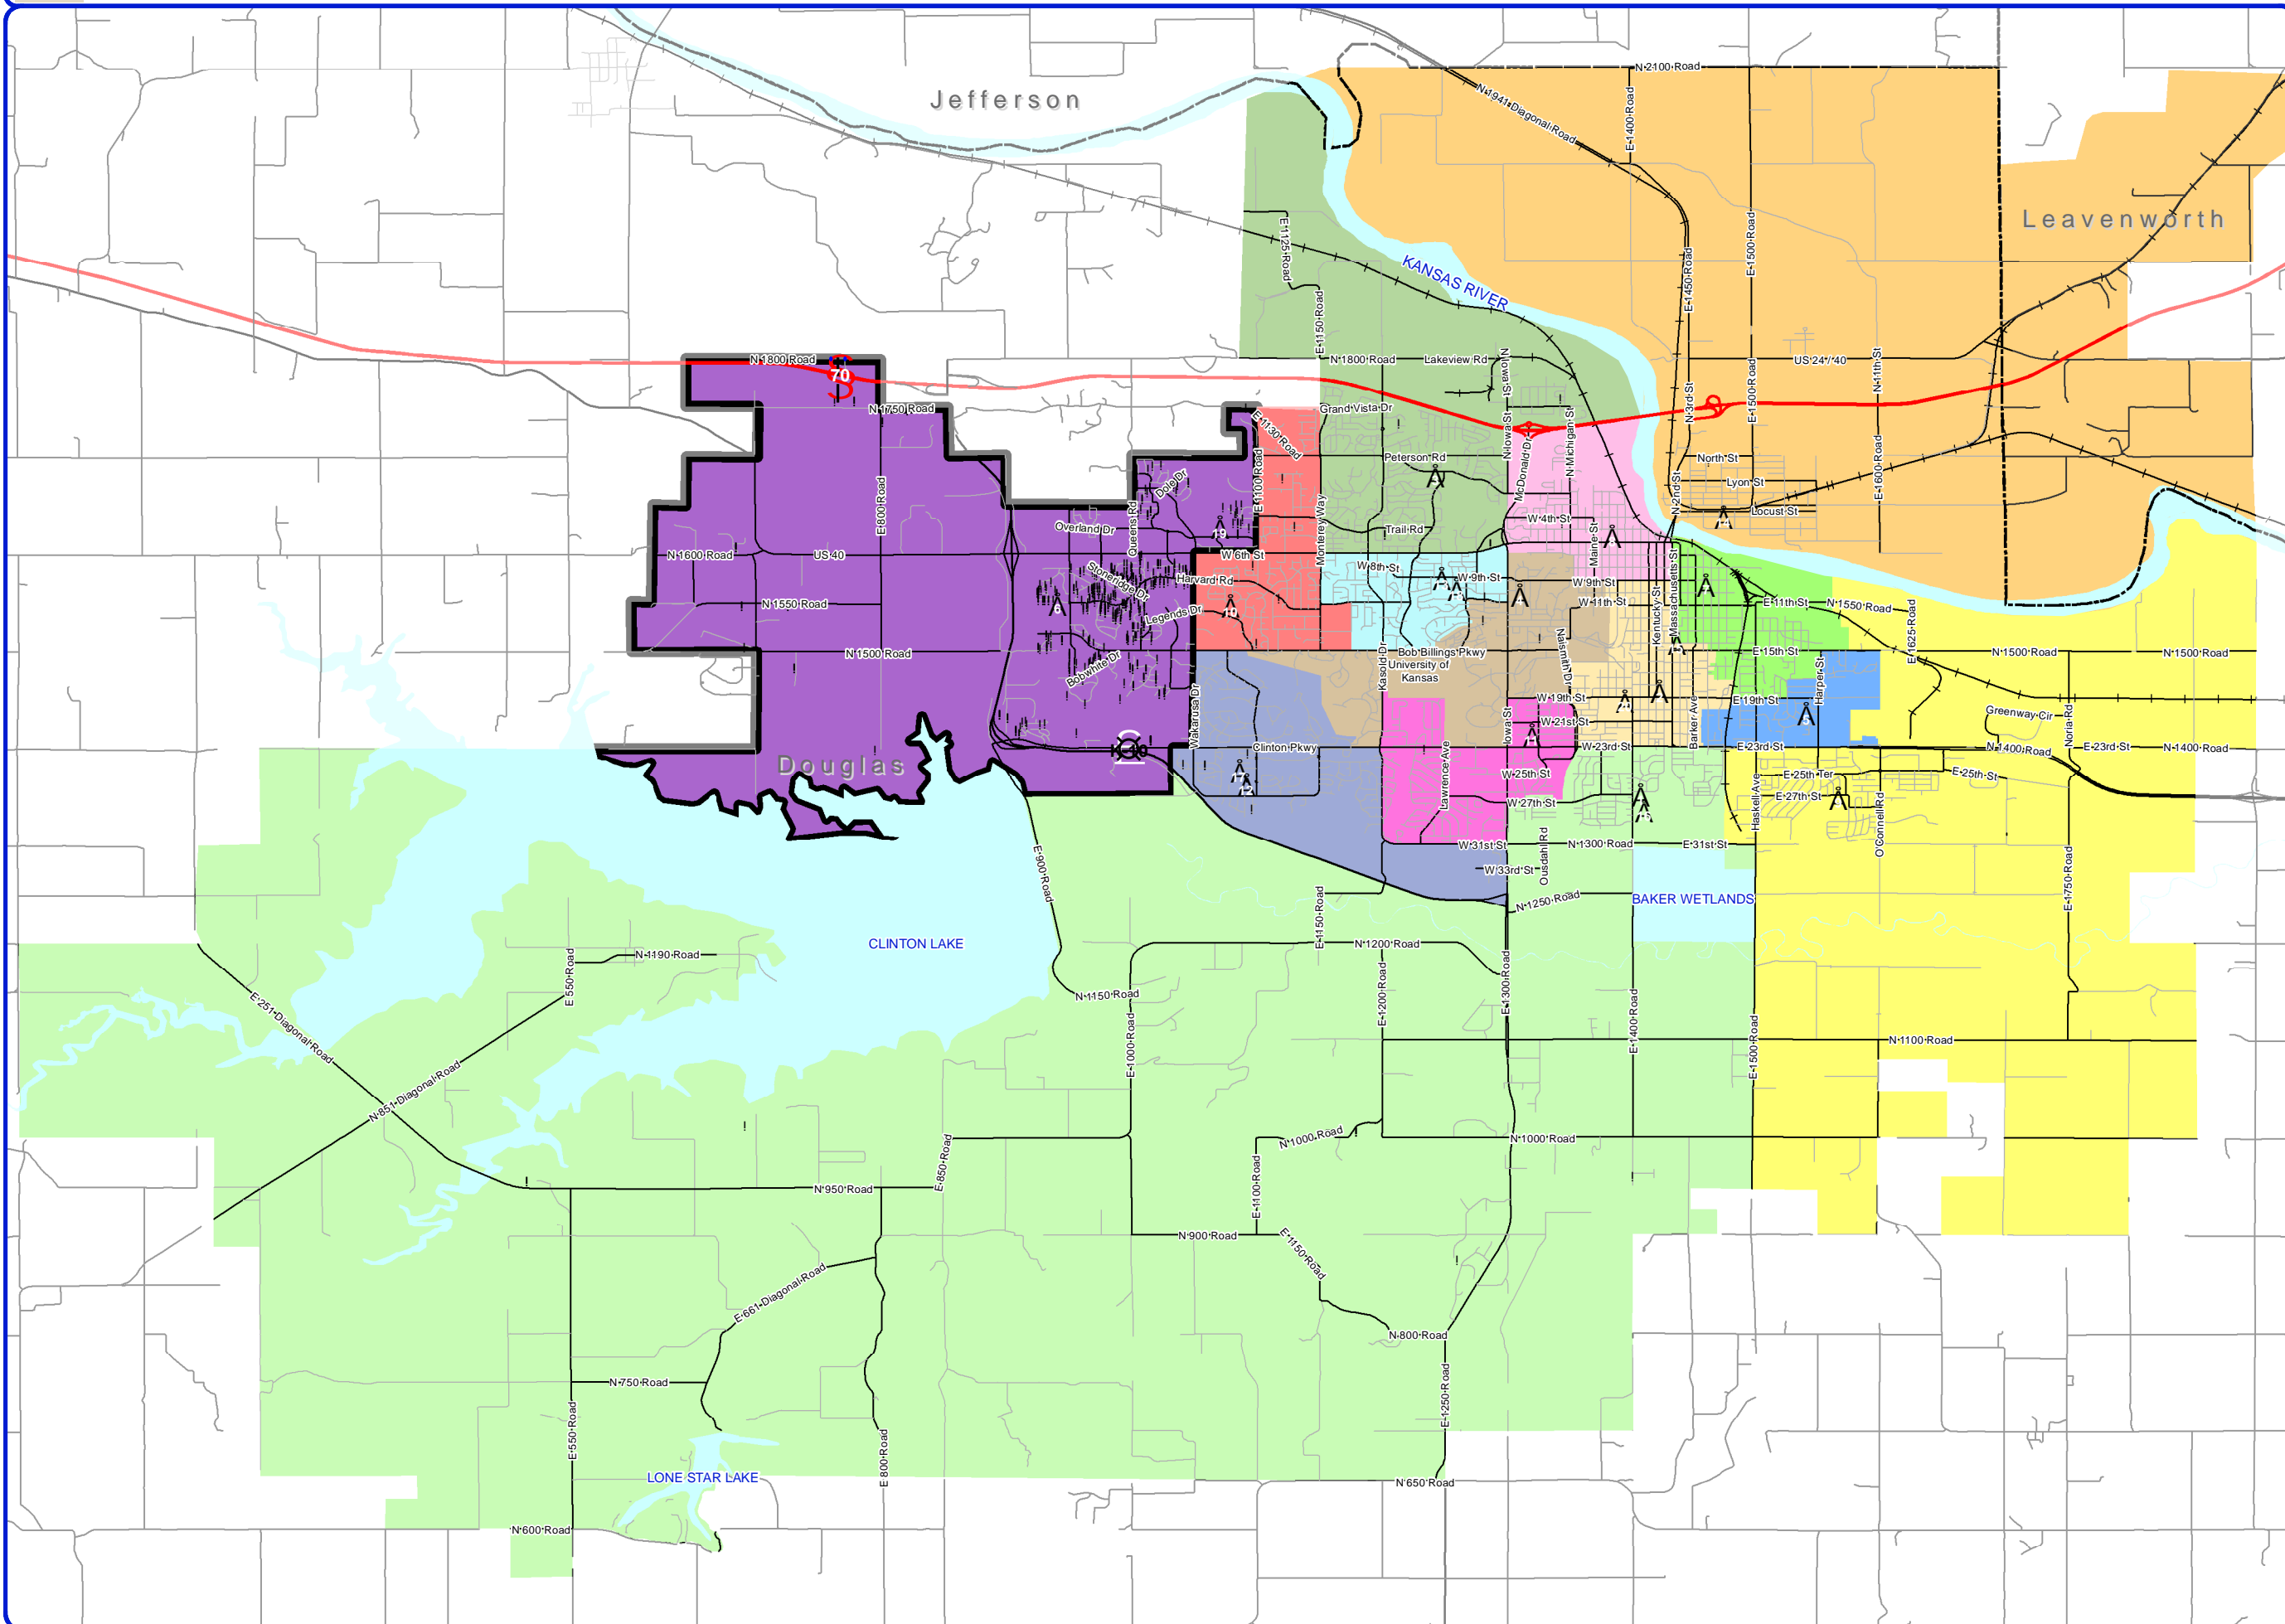 N 2100 Road
Jefferson
N 1941 Diagonal Road
E 1400 Road
Leavenworth
E 1125 Road
E 1500 Road
KANSAS RIVER
E 1450 Road
E 1150 Road
N 1800 Road
N 1800 Road
Lakeview Rd
N Iowa St
US 24 / 40
N 11th St
70
N 1750 Road
Grand Vista Dr
N 3rd St
E 1500 Road
E 1130 Road
N Iowa St
McDonald Dr
N Michigan St
Peterson Rd
North St
E 1600 Road
Dole Dr
E 1100 Road
Lyon St
N 2nd St
Locust St
E 800 Road
Queens Rd
Overland Dr
19
Monterey Way
Trail Rd
W 4th St
Maine St
N 1600 Road
US 40
W 6th St
Stoneridge Dr
Harvard Rd
W 8th St
W 9th St
W 9th St
Massachusetts St
N 1550 Road
6
Legends Dr
10
4
W 11th St
Kentucky St
E 11th St
N 1550 Road
E 1625 Road
N 1500 Road
Bobwhite Dr
Kasold Dr
Bob Billings Pkwy
University of
Kansas
Naismith Dr
E 15th St
Harper St
N 1500 Road
N 1500 Road
Wakarusa Dr
W 19th St
E 19th St
Iowa St
W 21st St
Barker Ave
Greenway Cir
Noria Rd
K-10
Clinton Pkwy
W 23rd St
E 23rd St
N 1400 Road
E 23rd St
N 1400 Road
Douglas
17
Lawrence Ave
W 25th St
E 25th Ter
E 25th St
W 27th St
Haskell Ave
E 27th St
O'Connell Rd
E 900 Road
W 31st St
Ousdahl Rd
N 1300 Road
E 31st St
W 33rd St
E 1750 Road
E 1150 Road
N 1250 Road
BAKER WETLANDS
CLINTON LAKE
N 1200 Road
N 1190 Road
E 550 Road
E 251 Diagonal Road
N 1150 Road
E 1200 Road
E 1300 Road
E 1000 Road
E 1400 Road
E 1500 Road
N 1100 Road
N 851 Diagonal Road
N 1000 Road
N 1000 Road
E 850 Road
N 950 Road
E 1100 Road
N 900 Road
E 1150 Road
E 661 Diagonal Road
N 800 Road
N 750 Road
E 1250 Road
E 550 Road
E 800 Road
LONE STAR LAKE
N 650 Road
N 600 Road